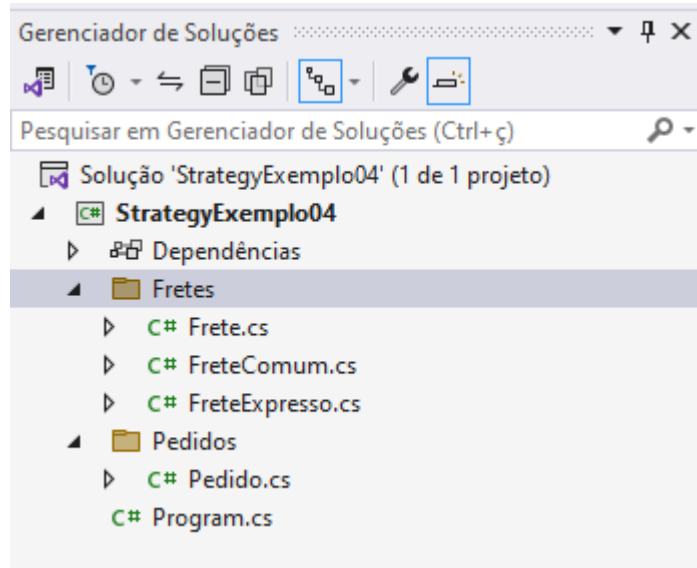 Gerenciador de Soluções
Pesquisar em Gerenciador de Soluções (Ctrl+ç)
Solução 'StrategyExemplo04' (1 de 1 projeto)
C# StrategyExemplo04
Dependências
Fretes
C# Frete.cs
C# FreteComum.cs
C# FreteExpresso.cs
Pedidos
C# Pedido.cs
C# Program.cs